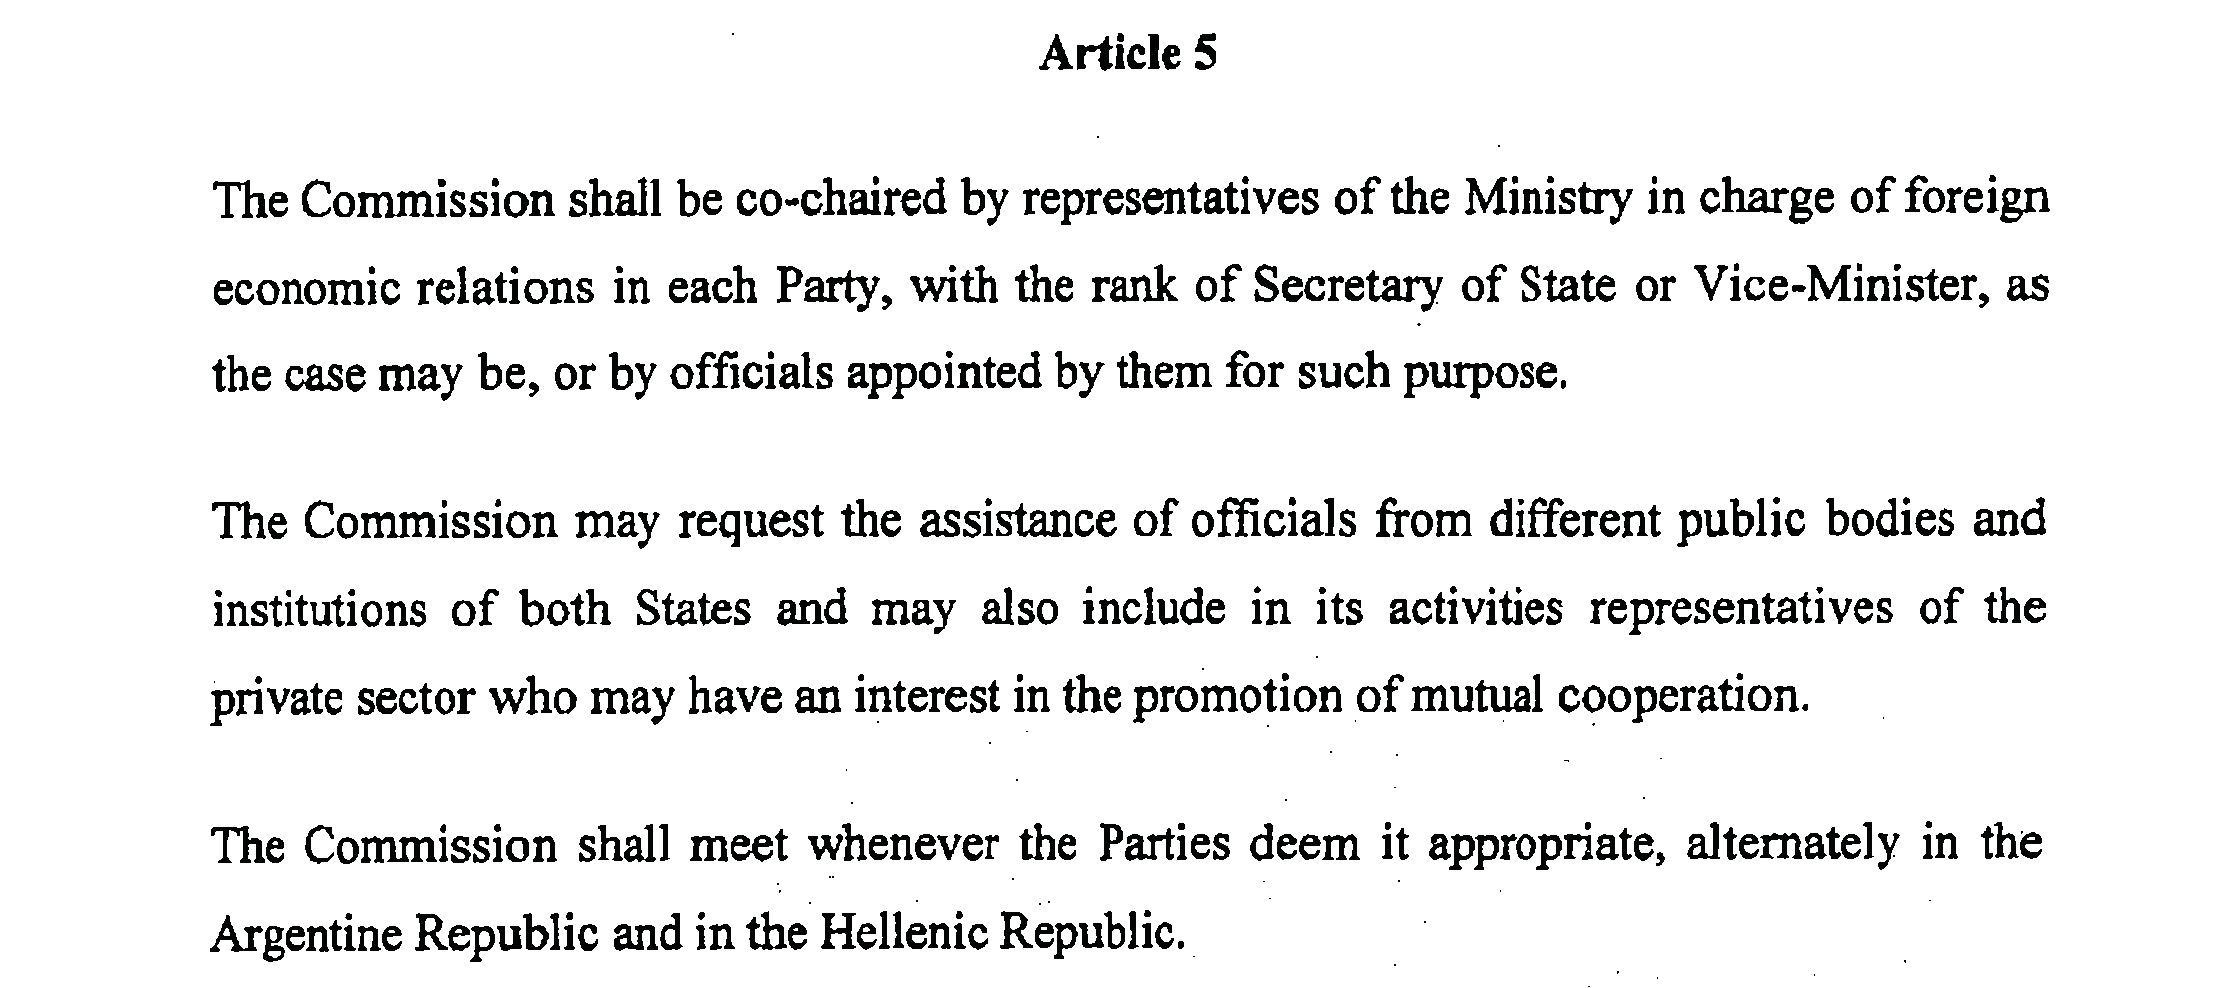 Article 5
The Commission shall be co-chaired by representatives of the Ministry in charge of foreign
economic relations in each Party, with the rank of Secretary of State or Vice-Minister, as
the case may be, or by officials appointed by them for such purpose.
The Commission may request the assistance of officials from different public bodies and
institutions of both States and may also include in its activities representatives of the
private sector who may have an interest in the promotion of mutual cooperation.
The Commission shall meet whenever the Parties deem it appropriate, alternately in the
Argentine Republic and in the Hellenic Republic.